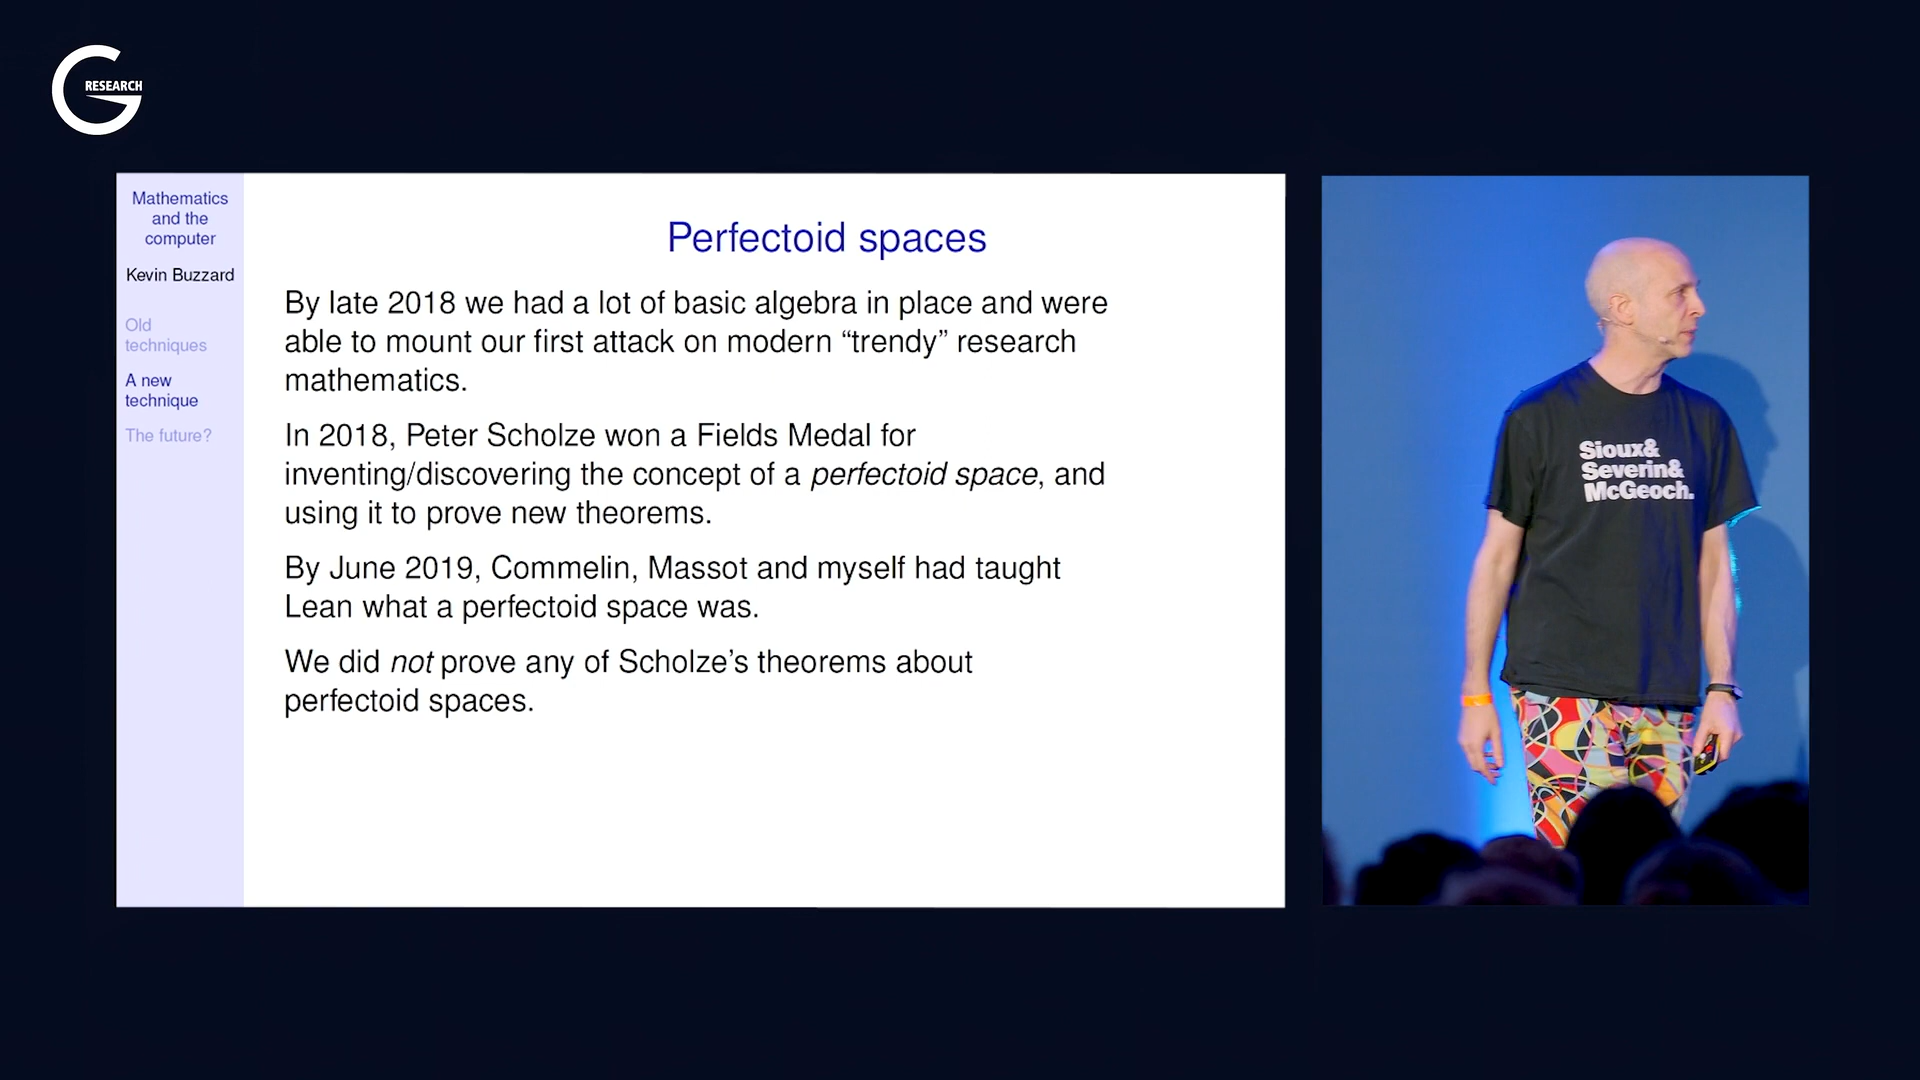 RESEARCH
Mathematics
and the
computer
Kevin Buzzard
Old
techniques
A new
technique
The future?
Perfectoid spaces
By late 2018 we had a lot of basic algebra in place and were
able to mount our first attack on modern “trendy” research
mathematics.
In 2018, Peter Scholze won a Fields Medal for
inventing/discovering the concept of a perfectoid space, and
using it to prove new theorems.
By June 2019, Commelin, Massot and myself had taught
Lean what a perfectoid space was.
We did not prove any of Scholze’s theorems about
perfectoid spaces.
Sioux&
Severin&
McGeoch.